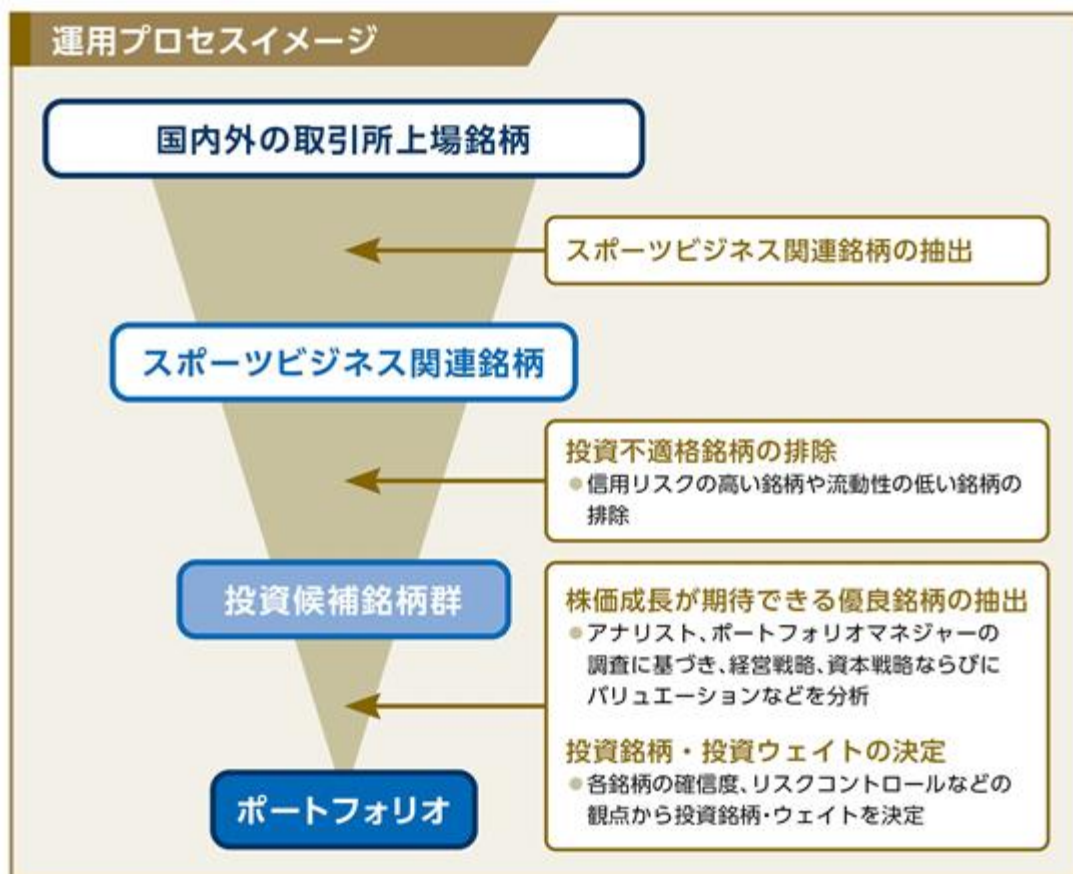 運用プロセスイメージ
国内外の取引所上場銘柄
スポーツビジネス関連銘柄の抽出
スポーツビジネス関連銘柄
投資不適格銘柄の排除
●信用リスクの高い銘柄や流動性の低い銘柄の
排除
投資候補銘柄群
株価成長が期待できる優良銘柄の抽出
●アナリスト、ポートフォリオマネジャーの
調査に基づき、経営戦略、資本戦略ならびに
バリュエーションなどを分析
投資銘柄・投資ウェイトの決定
●各銘柄の確信度、リスクコントロールなどの
観点から投資銘柄・ウェイトを決定
ポートフォリオ